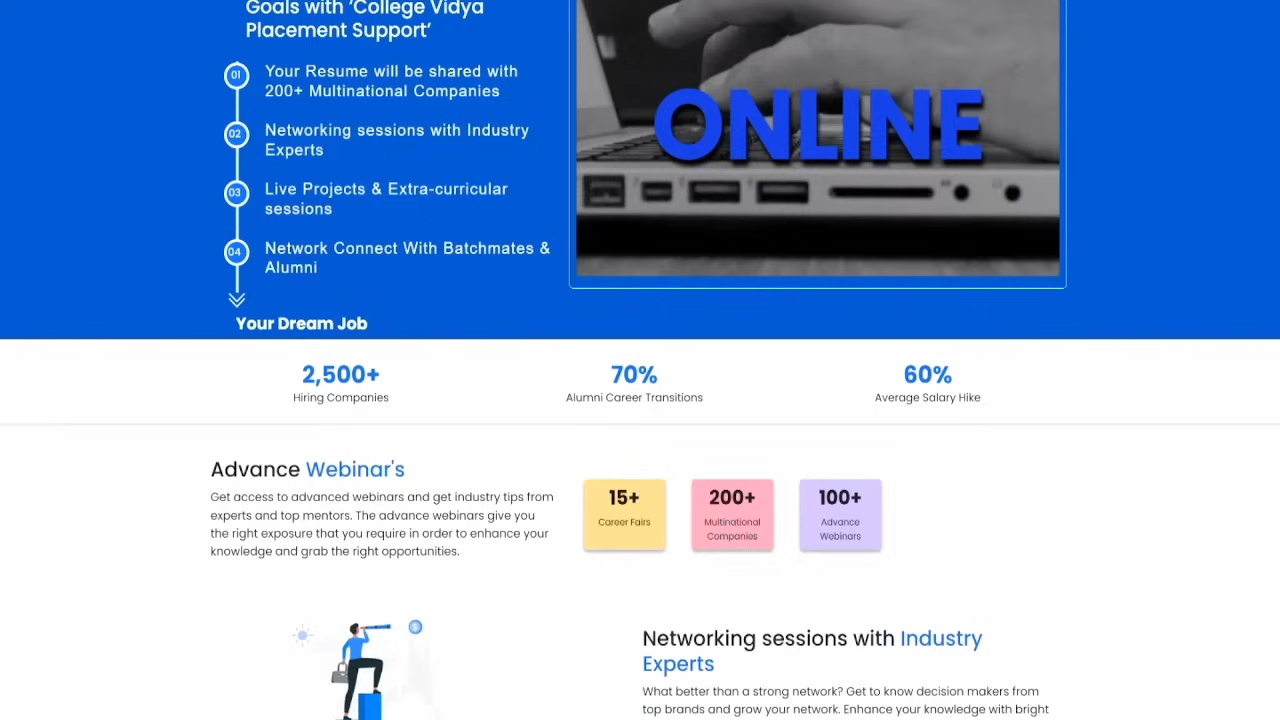 Goals with ‘College Vidya
Placement Support’
01
Your Resume will be shared with
200+ Multinational Companies
02
Networking sessions with Industry
Experts
03
Live Projects & Extra-curricular
sessions
04
Network Connect With Batchmates &
Alumni
Your Dream Job
ONLINE
2,500+
Hiring Companies
70%
Alumni Career Transitions
60%
Average Salary Hike
Advance Webinar's
Get access to advanced webinars and get industry tips from
experts and top mentors. The advance webinars give you
the right exposure that you require in order to enhance your
knowledge and grab the right opportunities.
15+
Career Fairs
200+
Multinational
Companies
100+
Advance
Webinars
Networking sessions with Industry
Experts
What better than a strong network? Get to know decision makers from
top brands and grow your network. Enhance your knowledge with bright